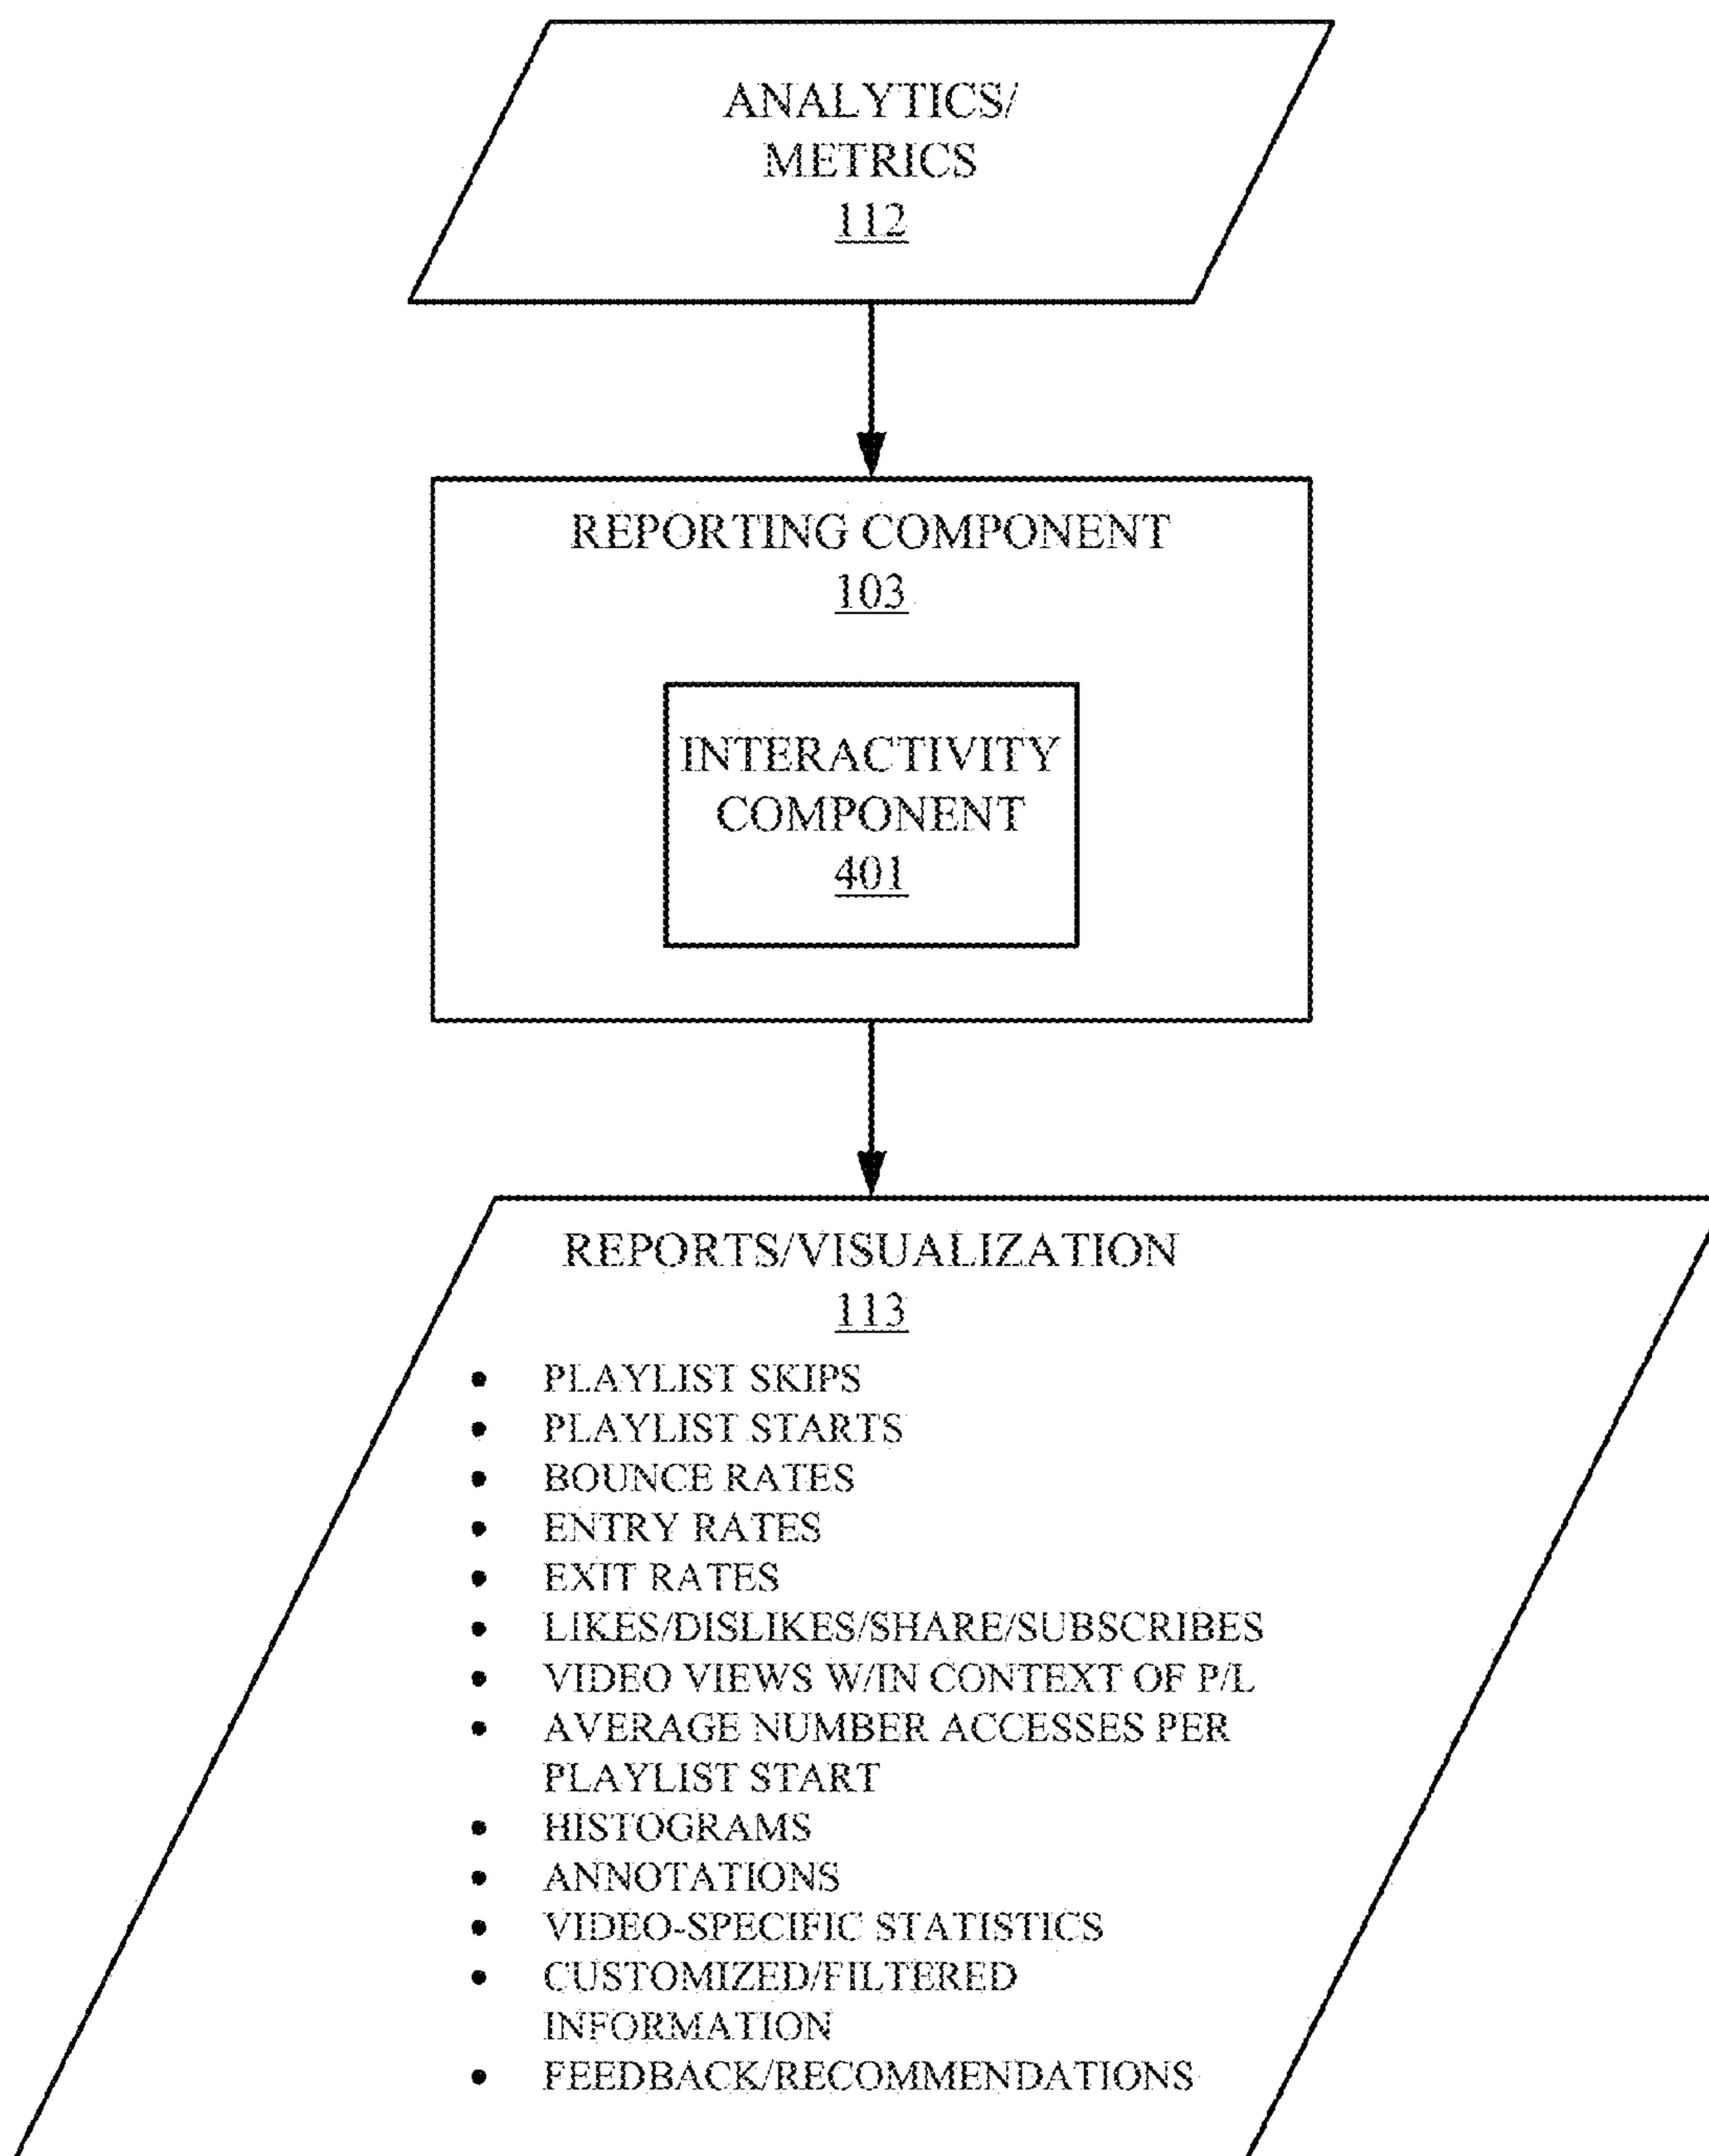 ANALYTICS/
METRICS
112
REPORTING COMPONENT
103
INTERACTIVITY
COMPONENT
401
REPORTS/VISUALIZATION
113
• PLAYLIST SKIPS
• PLAYLIST STARTS
• BOUNCE RATES
• ENTRY RATES
• EXIT RATES
• LIKES/DISLIKES/SHARE/SUBSCRIBES
• VIDEO VIEWS W/IN CONTEXT OF P/L
• AVERAGE NUMBER ACCESSES PER
PLAYLIST START
• HISTOGRAMS
• ANNOTATIONS
• VIDEO-SPECIFIC STATISTICS
• CUSTOMIZED/FILTERED
INFORMATION
• FEEDBACK/RECOMMENDATIONS